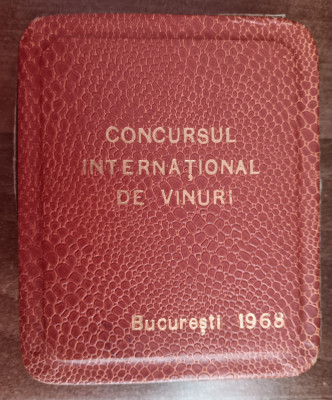 CONCURSUL
INTERNAŢIONAL
DE VINURI
Bucureşti 1968